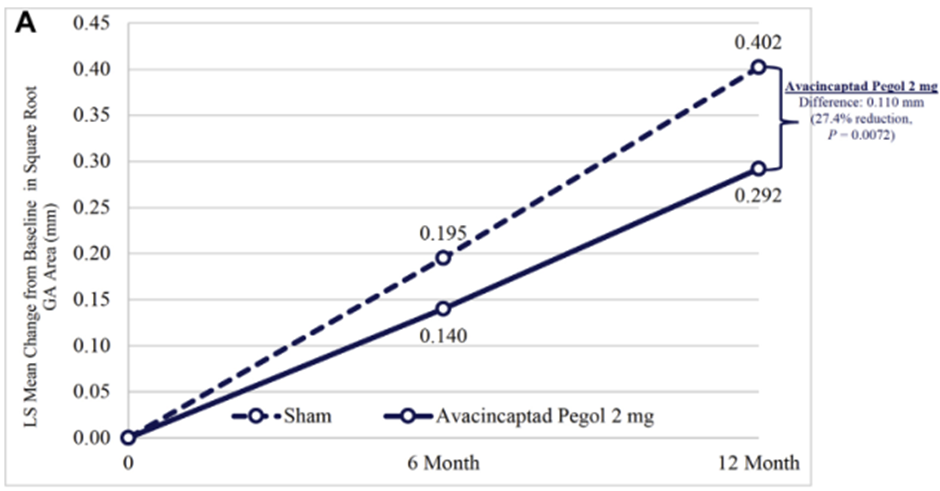 A
0.45
0.40
0.35
0.30
0.25
0.20
0.15
0.10
0.05
0.00
LS Mean Change from Baseline in Square Root
GA Area (mm)
0.402
0.292
0.195
0.140
Avacincaptad Pegol 2 mg
Difference: 0.110 mm
(27.4% reduction,
P = 0.0072)
Sham
Avacincaptad Pegol 2 mg
0
6 Month
12 Month